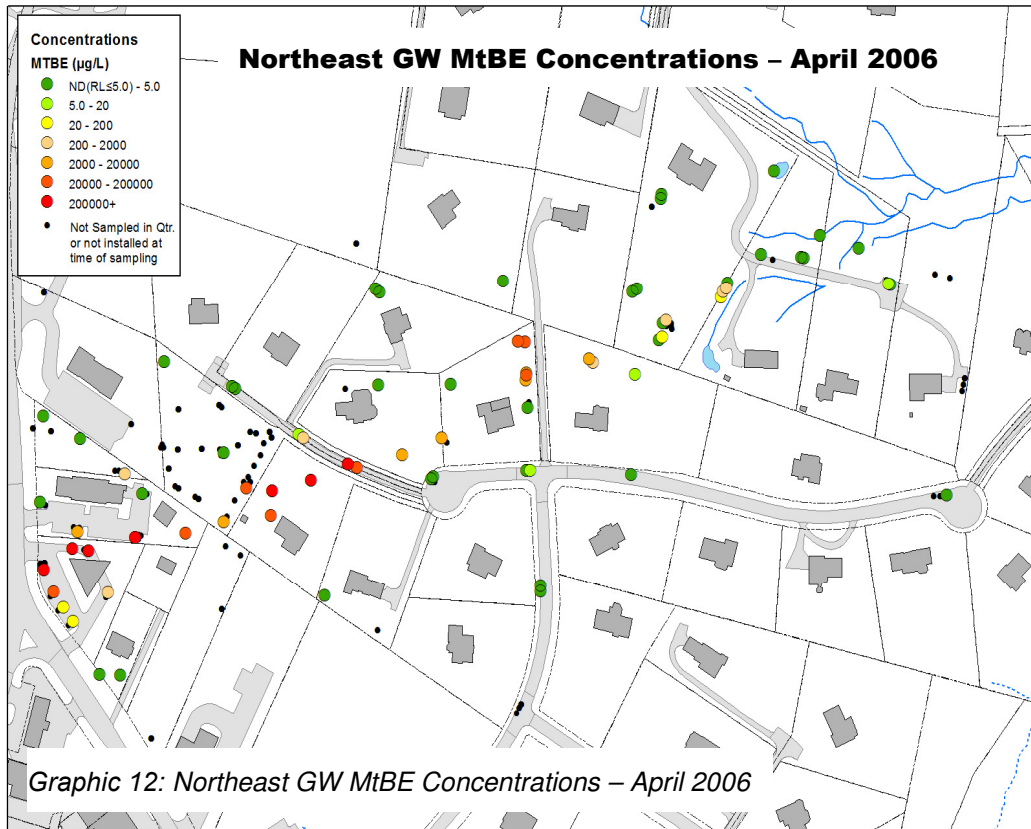 Northeast GW MtBE Concentrations – April 2006
Concentrations
MTBE (µg/L)
ND(RL≤5.0) - 5.0
5.0 - 20
20 - 200
200 - 2000
2000 - 20000
20000 - 200000
200000+
Not Sampled in Qtr.
or not installed at
time of sampling
Graphic 12: Northeast GW MtBE Concentrations – April 2006